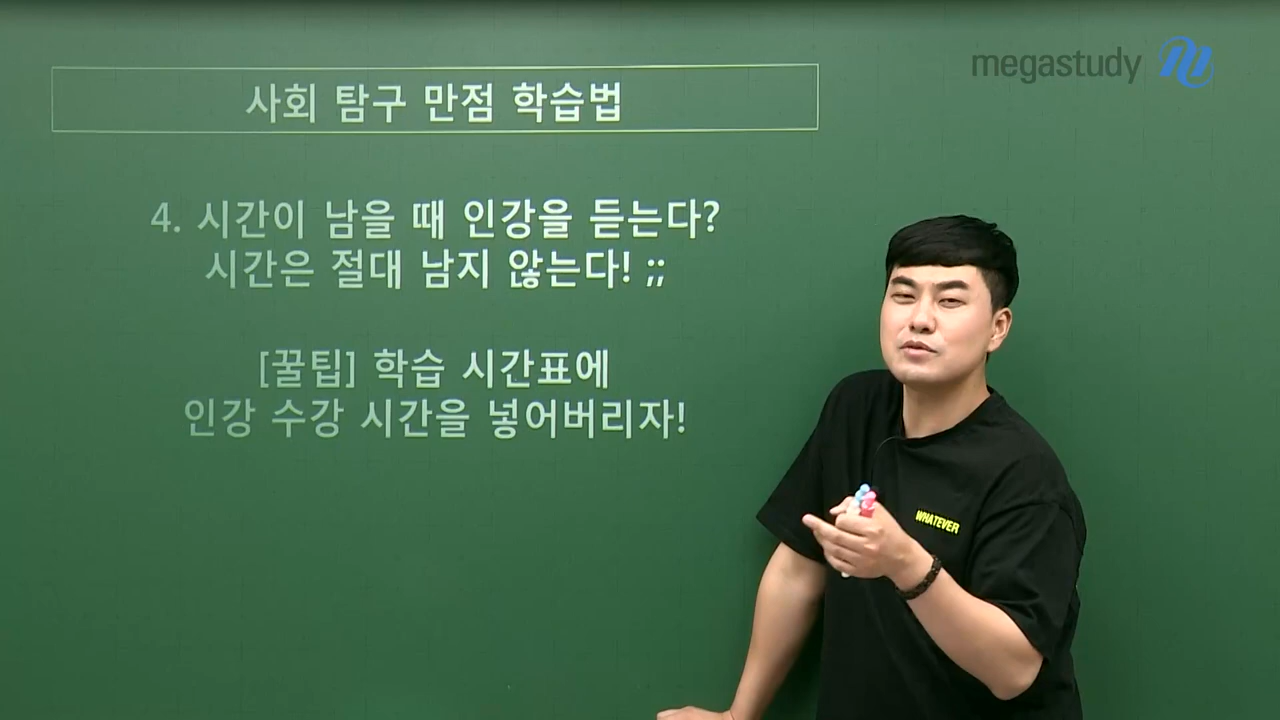 megastudy
사회 탐구 만점 학습법
4. 시간이 남을 때 인강을 듣는다?
시간은 절대 남지 않는다! ;;
[꿀팁] 학습 시간표에
인강 수강 시간을 넣어버리자!
WHATEVER